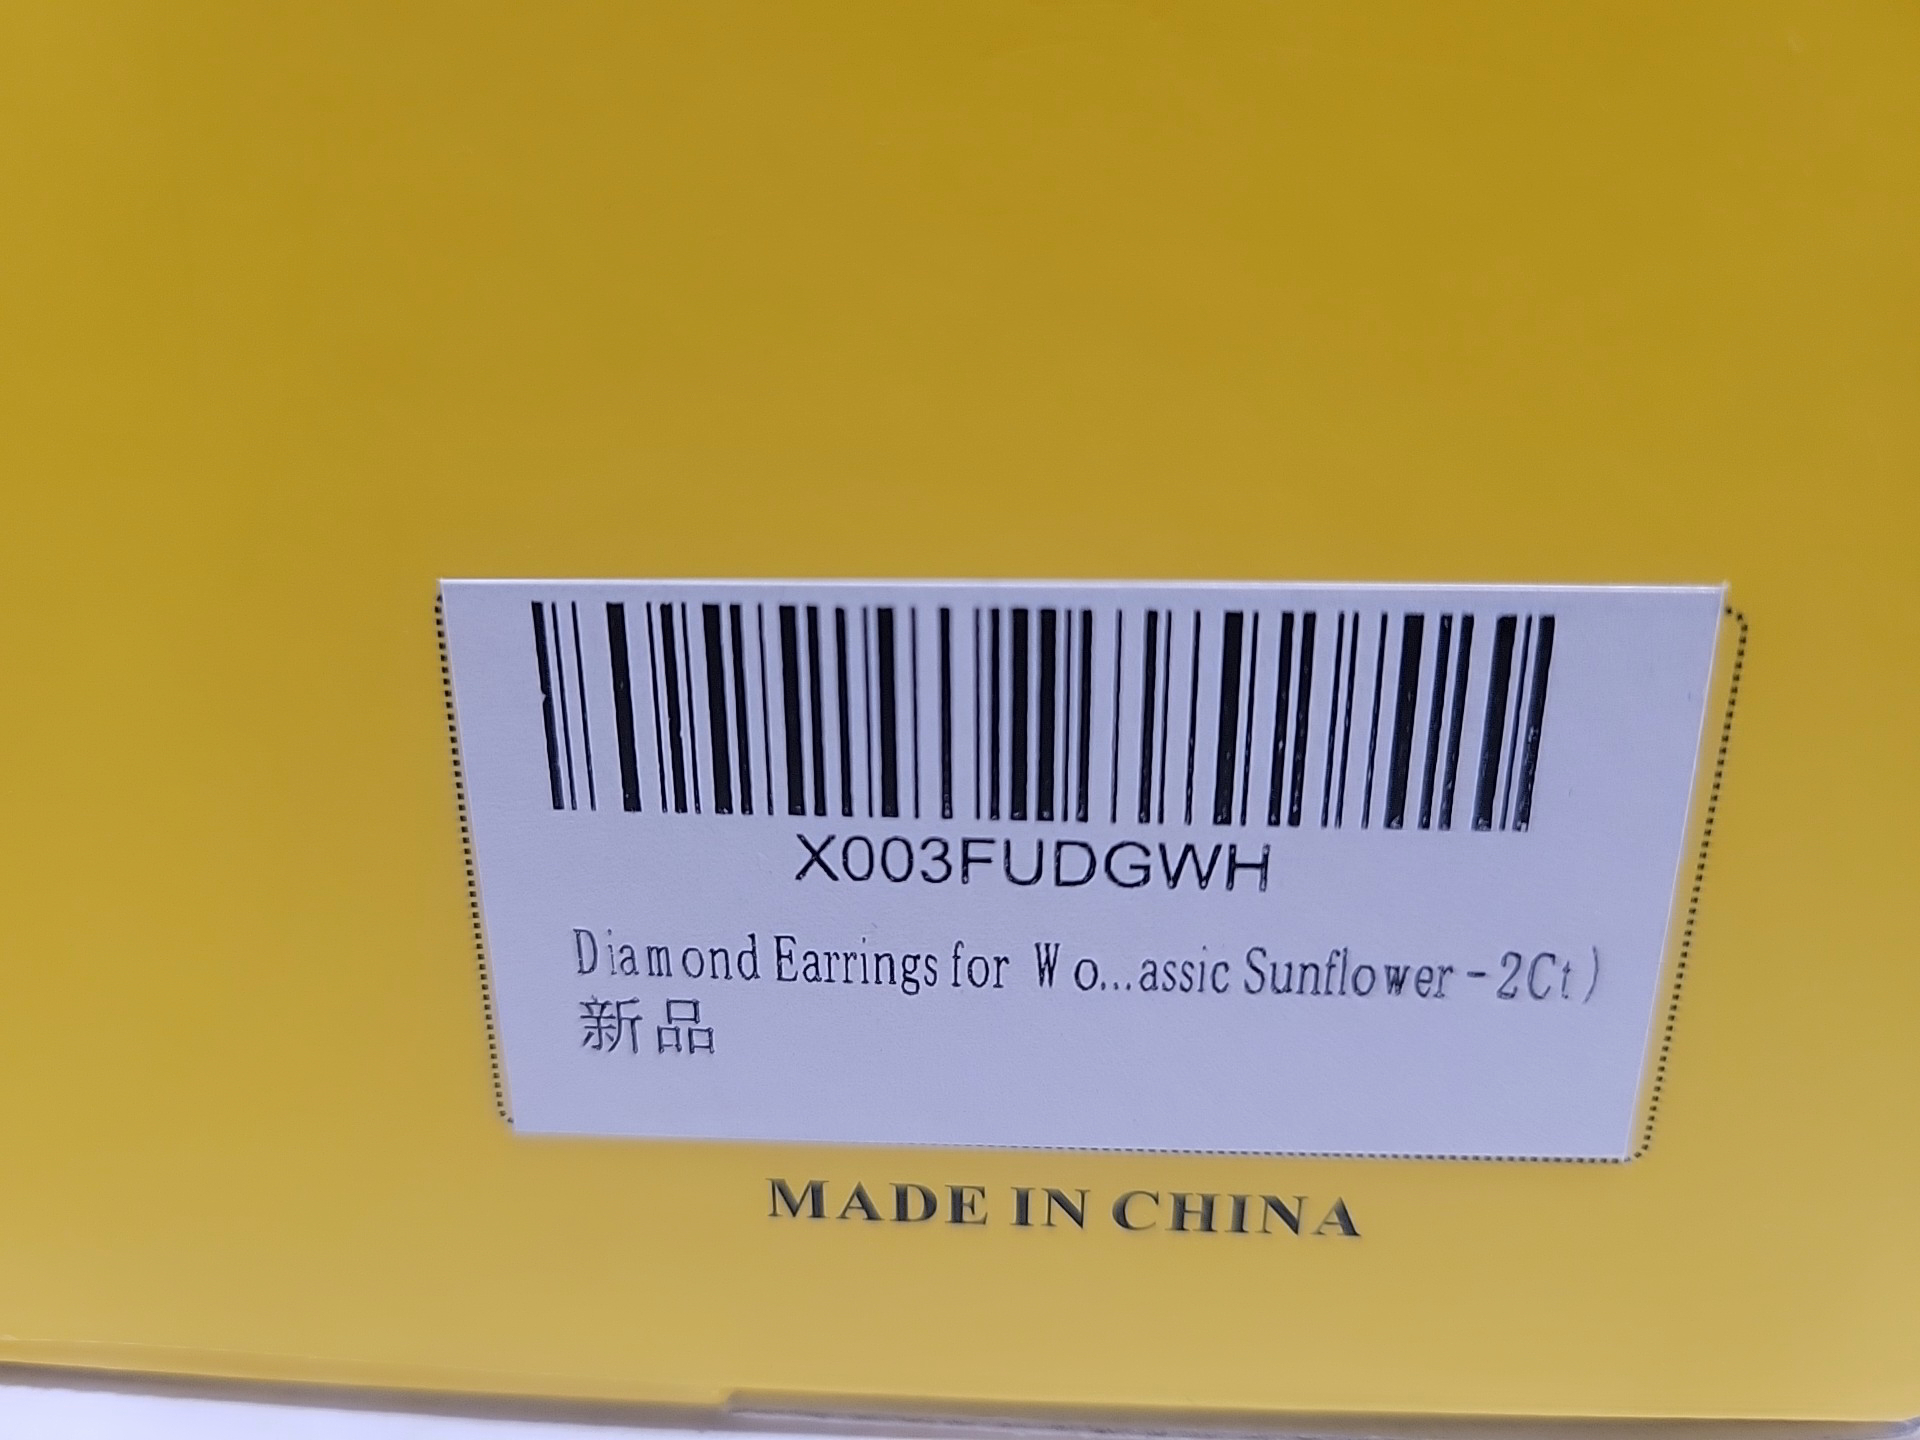 X003FUDGWH
Diamond Earrings for Wo...assic Sunflower - 2Ct)
新品
MADE IN CHINA